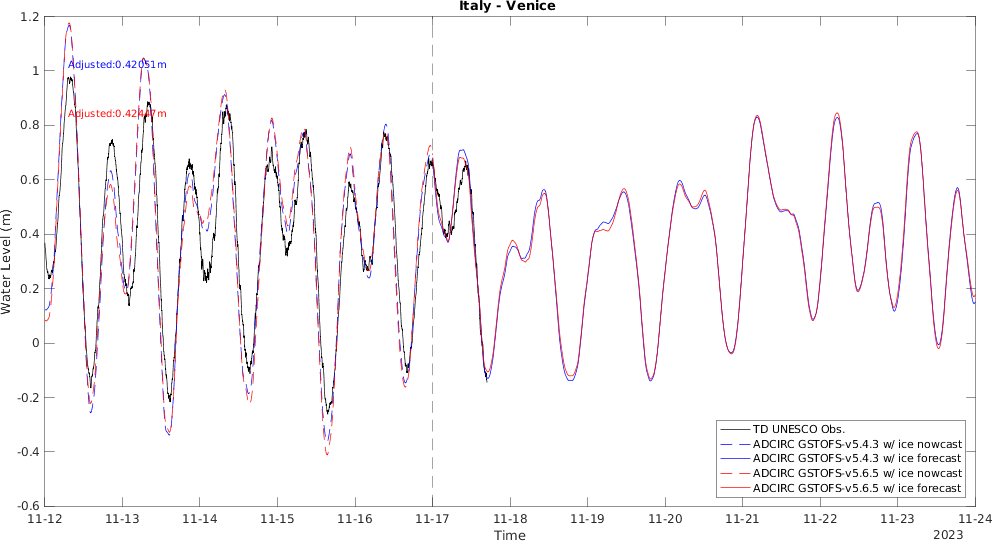 Italy - Venice
Water Level (m)
1.2
1
0.8
0.6
0.4
0.2
0
-0.2
-0.4
-0.6
Adjusted:0.42051m
TD UNESCO Obs.
ADCIRC GSTOFS-v5.4.3 w/ ice nowcast
ADCIRC GSTOFS-v5.4.3 w/ ice forecast
ADCIRC GSTOFS-v5.6.5 w/ ice nowcast
ADCIRC GSTOFS-v5.6.5 w/ ice forecast
11-12 11-13 11-14 11-15 11-16 11-17 11-18 11-19 11-20 11-21 11-22 11-23 11-24
Time
2023